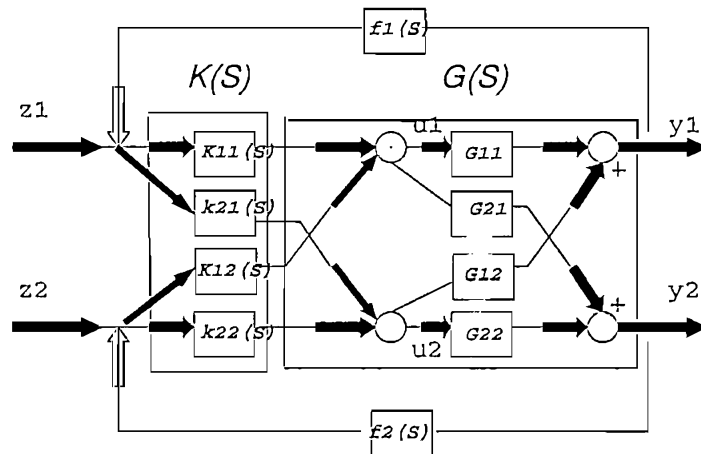 f1(S)
K(S) G(S)
z1 u1 y1
K11(S) G11
+
k21(S) G21
K12(S) G12
z2 + y2
k22(S) u2 G22
f2(S)